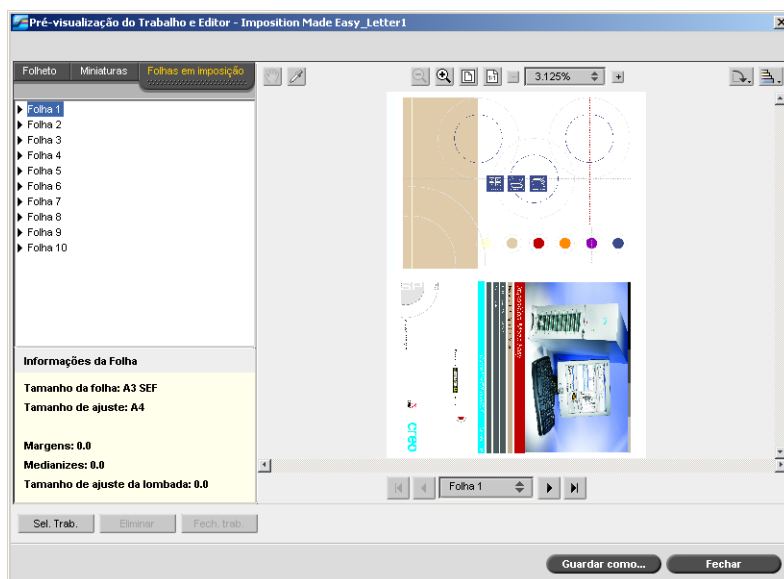 Pré-visualização do Trabalho e Editor - Imposition Made Easy_Letter1
Folheto
Miniaturas
Folhas em imposição
1:1
3.125%
Folha 1
Folha 2
Folha 3
Folha 4
Folha 5
Folha 6
Folha 7
Folha 8
Folha 9
Folha 10
creo
Informações da Folha
Tamanho da folha: A3 SEF
Tamanho de ajuste: A4
Margens: 0.0
Medianizes: 0.0
Tamanho de ajuste da lombada: 0.0
Folha 1
Sel. Trab.
Eliminar
Fech. trab.
Guardar como...
Fechar